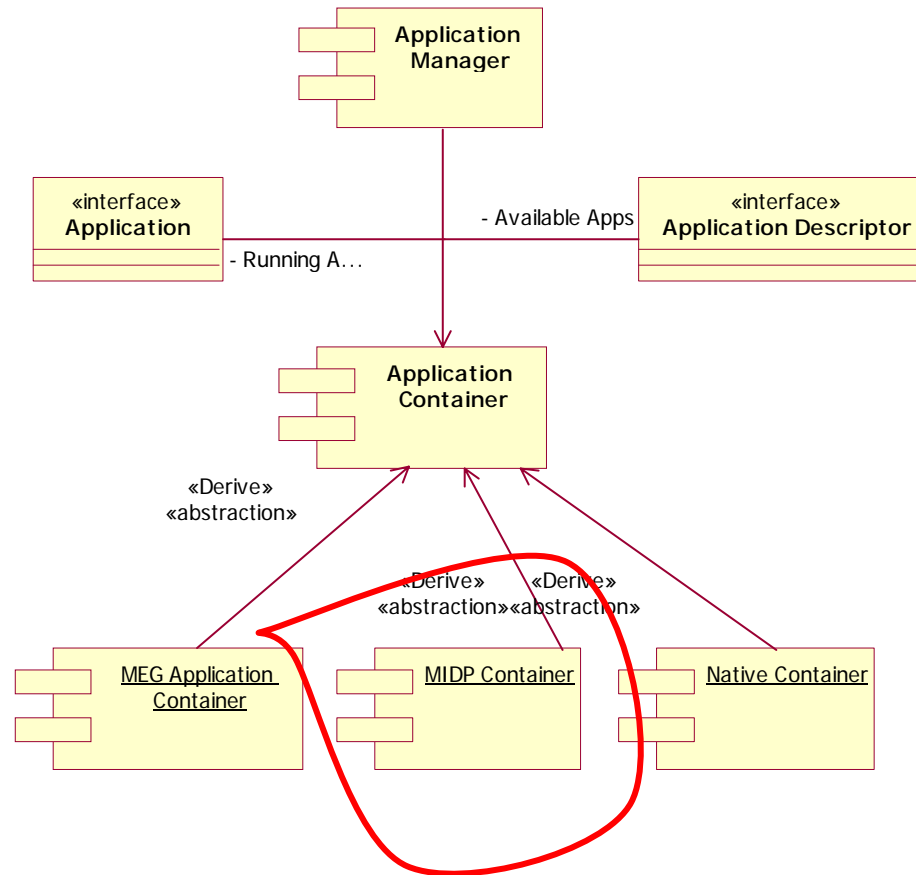 Application
Manager
«interface»
Application
- Available Apps
«interface»
Application Descriptor
- Running A...
Application
Container
«Derive»
«abstraction»
«Derive»
«abstraction»
«Derive»
«abstraction»
MEG Application
Container
MIDP Container
Native Container